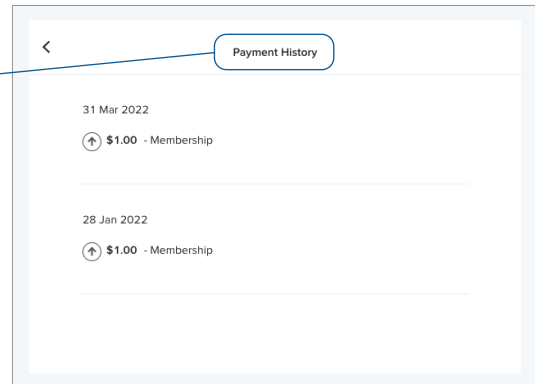 Payment History
31 Mar 2022
$1.00 - Membership
28 Jan 2022
$1.00 - Membership